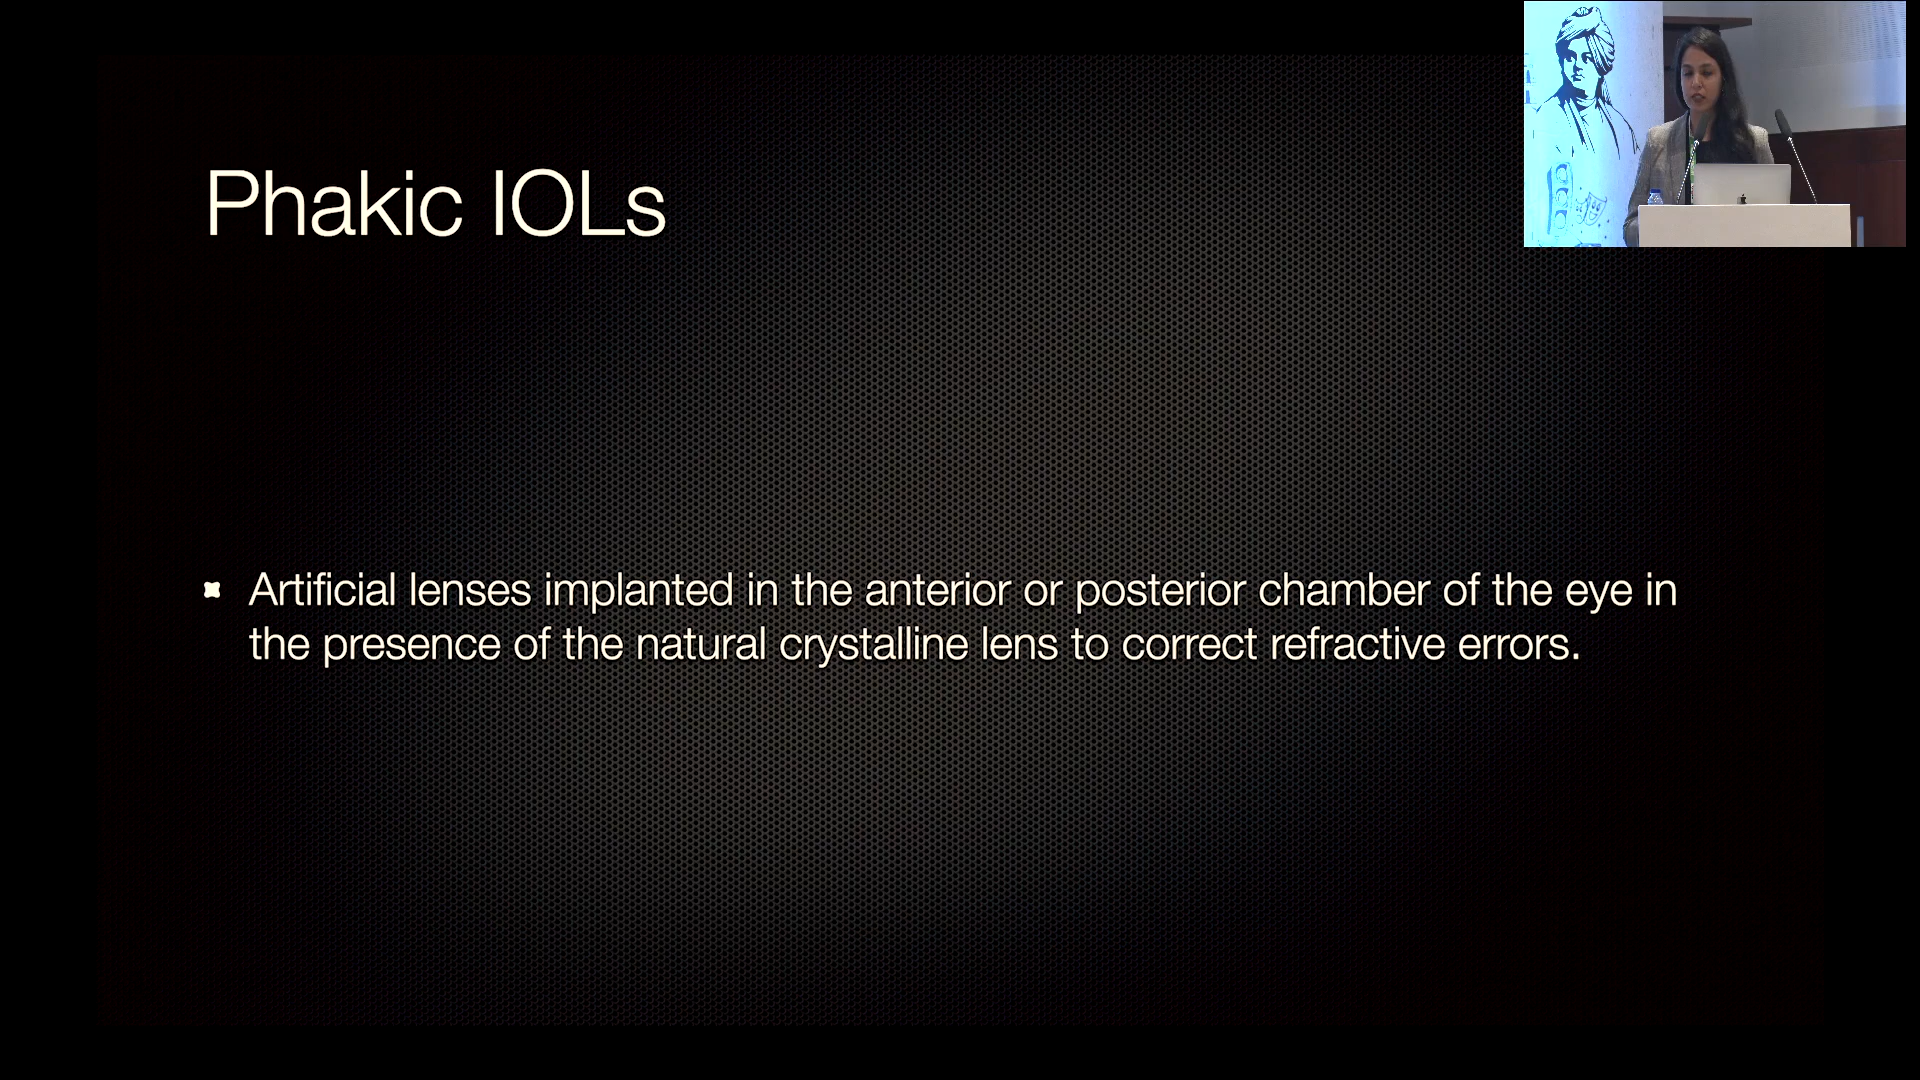 Phakic IOLs
Artificial lenses implanted in the anterior or posterior chamber of the eye in
the presence of the natural crystalline lens to correct refractive errors.